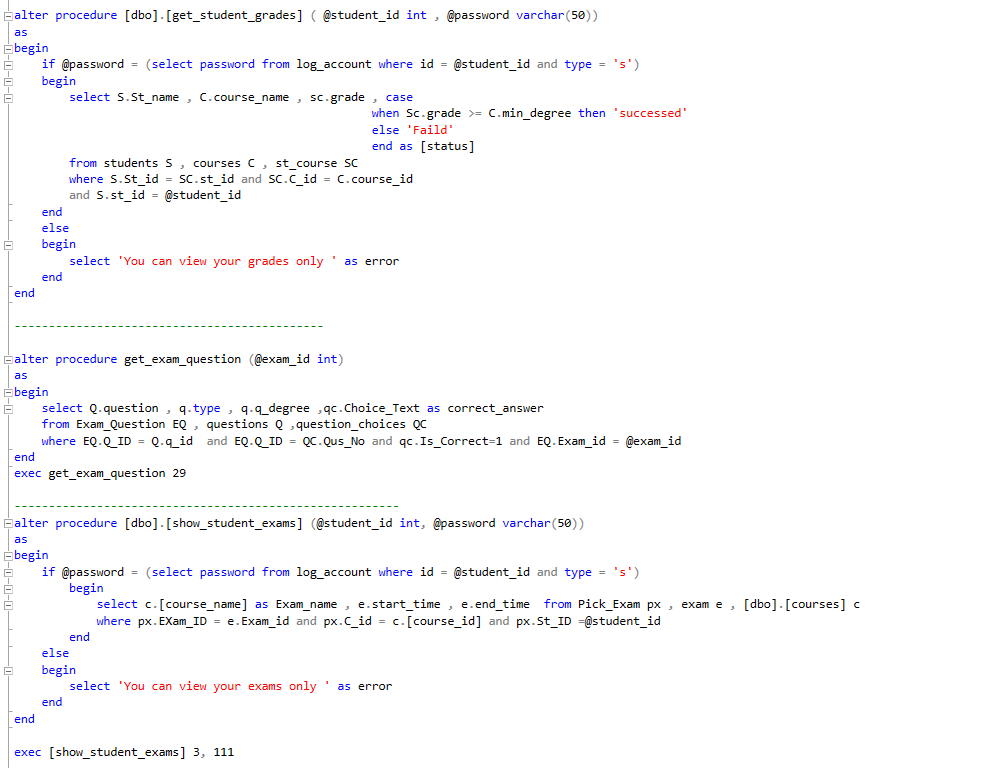 alter procedure [dbo].[get_student_grades] ( @student_id int , @password varchar(50))
as
begin
if @password = (select password from log_account where id = @student_id and type = 's')
begin
select S.St_name , C.course_name , sc.grade , case
when Sc.grade >= C.min_degree then 'successed'
else 'Faild'
end as [status]
from students S , courses C , st_course SC
where S.St_id = SC.st_id and SC.C_id = C.course_id
and S.st_id = @student_id
end
else
begin
select 'You can view your grades only ' as error
end
end
---------------------------------------------
alter procedure get_exam_question (@exam_id int)
as
begin
select Q.question , q.type , q.q_degree ,qc.Choice_Text as correct_answer
from Exam_Question EQ , questions Q ,question_choices QC
where EQ.Q_ID = Q.q_id  and EQ.Q_ID = QC.Qus_No and qc.Is_Correct=1 and EQ.Exam_id = @exam_id
end
exec get_exam_question 29
--------------------------------------------------------
alter procedure [dbo].[show_student_exams] (@student_id int, @password varchar(50))
as
begin
if @password = (select password from log_account where id = @student_id and type = 's')
begin
select c.[course_name] as Exam_name , e.start_time , e.end_time  from Pick_Exam px , exam e , [dbo].[courses] c
where px.EXam_ID = e.Exam_id and px.C_id = c.[course_id] and px.St_ID =@student_id
end
else
begin
select 'You can view your exams only ' as error
end
end
exec [show_student_exams] 3, 111